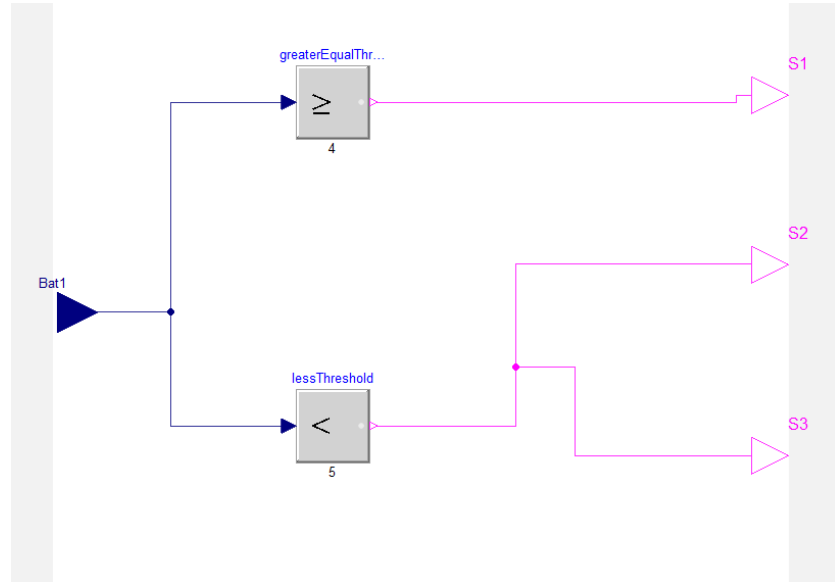 greaterEqualThr...
S1
≥
4
S2
Bat1
lessThreshold
<
5
S3